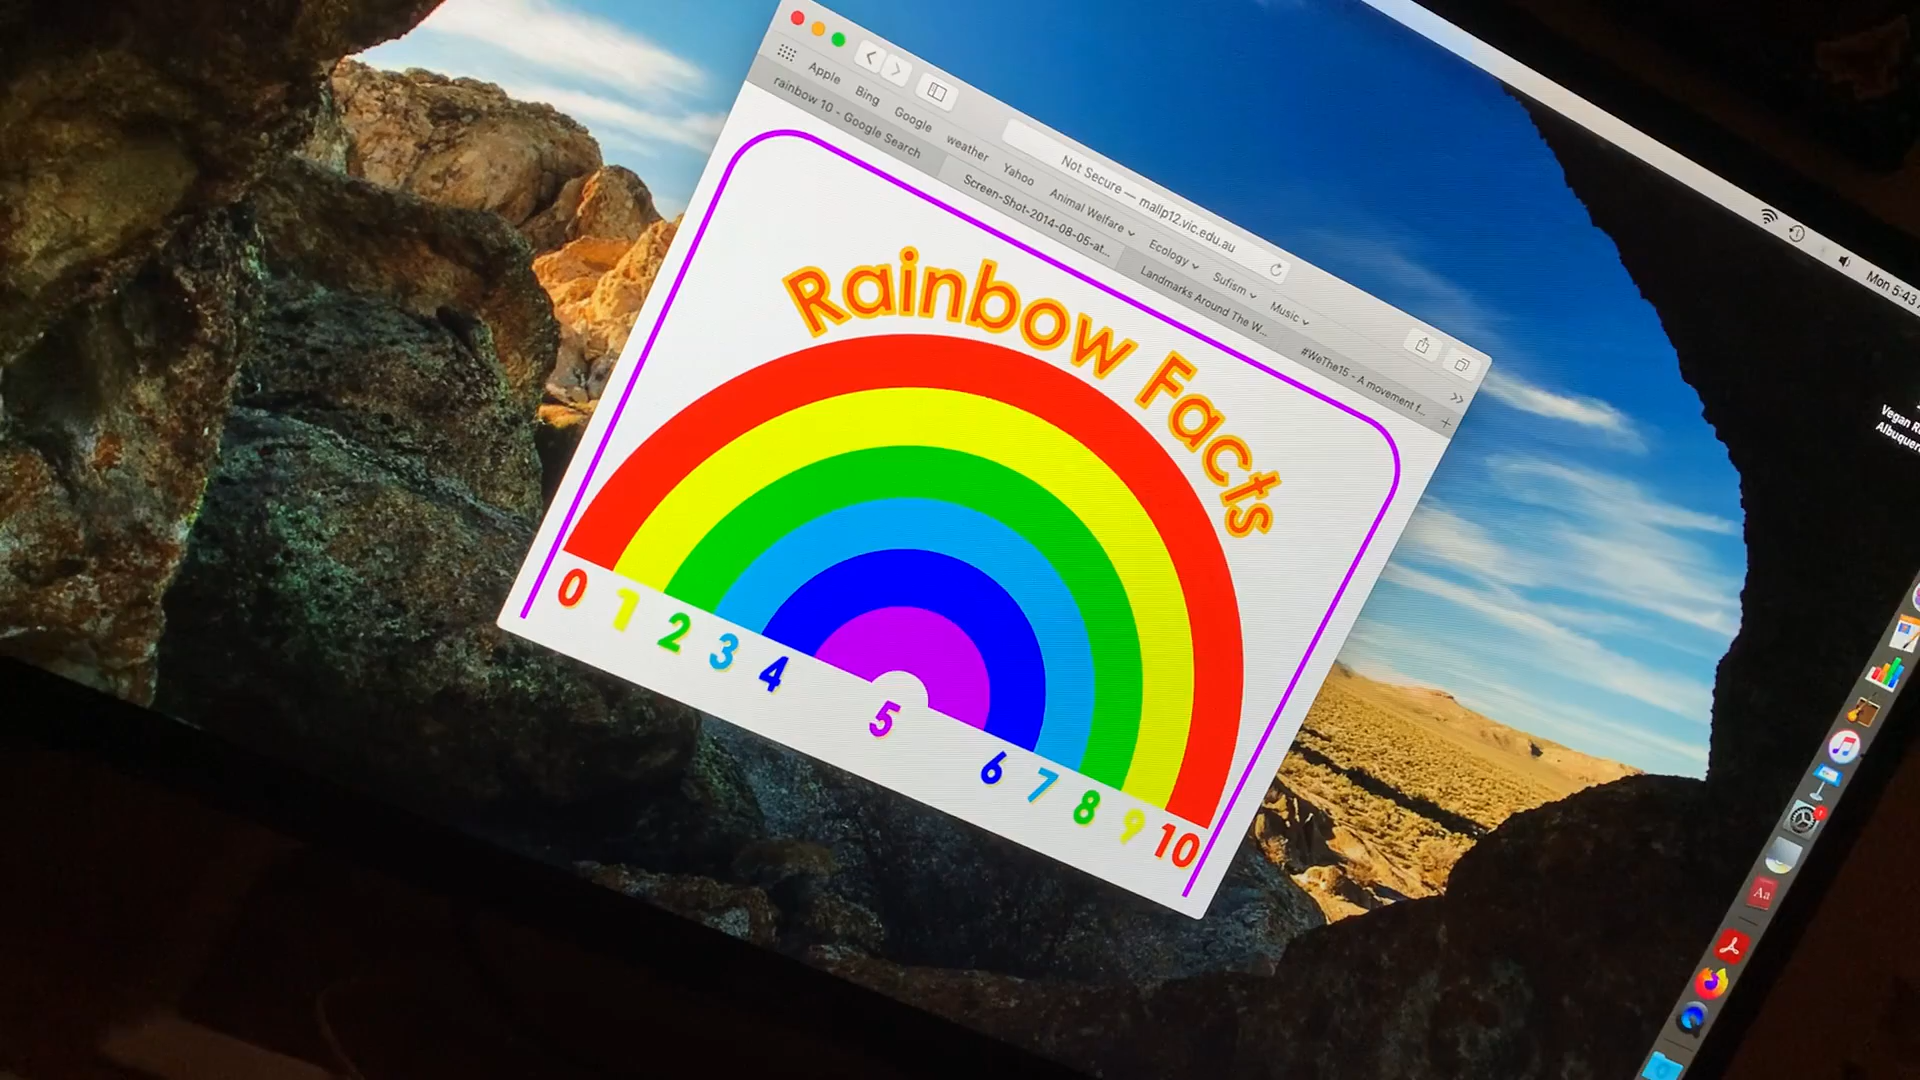 Mon 5:43
Not Secure — mallp12.vic.edu.au
Apple Bing Google weather Yahoo Animal Welfare Ecology Sufism Music
rainbow 10 - Google Search
Screen-Shot-2014-08-05-at...
Landmarks Around The W...
#WeThe15 - A movement f...
Rainbow Facts
0 1 2 3 4 5 6 7 8 9 10
Vegan
Aa